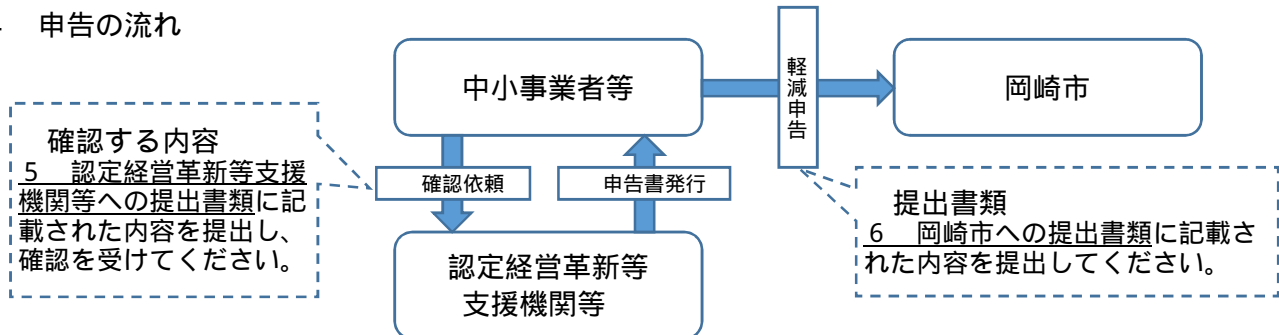 申告の流れ
中小事業者等
軽減申告
岡崎市
確認する内容
5　認定経営革新等支援
機関等への提出書類に記
載された内容を提出し、
確認を受けてください。
確認依頼
申告書発行
認定経営革新等
支援機関等
提出書類
6　岡崎市への提出書類に記載さ
れた内容を提出してください。